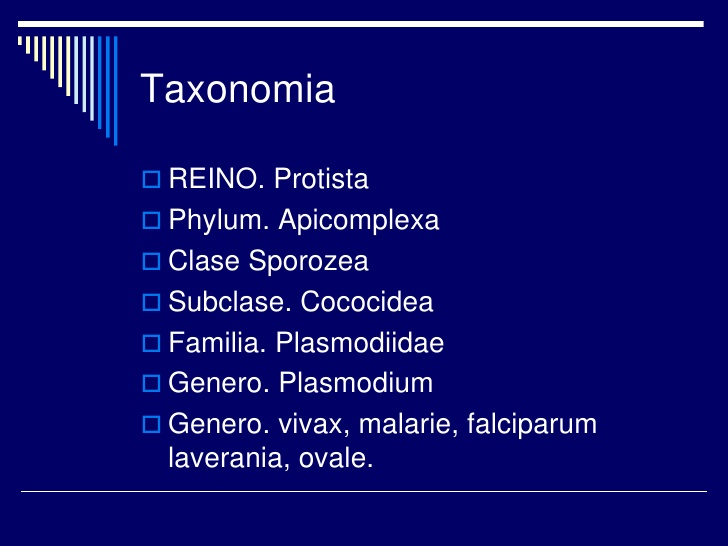 Taxonomia
REINO. Protista
Phylum. Apicomplexa
Clase Sporozea
Subclase. Cococidea
Familia. Plasmodiidae
Genero. Plasmodium
Genero. vivax, malarie, falciparum
laverania, ovale.